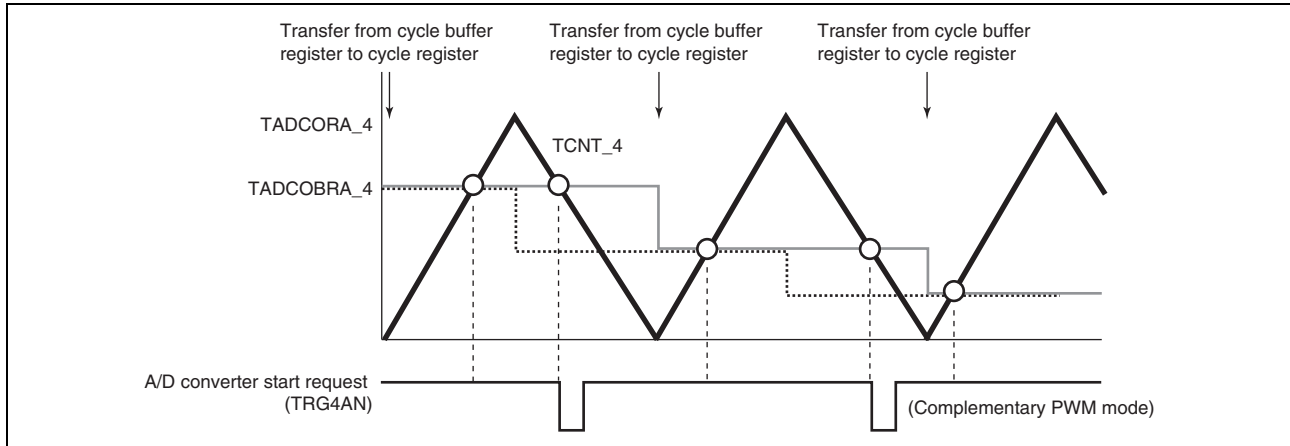 Transfer from cycle buffer
register to cycle register
Transfer from cycle buffer
register to cycle register
Transfer from cycle buffer
register to cycle register
TADCORA_4
TCNT_4
TADCOBRA_4
A/D converter start request
(TRG4AN)
(Complementary PWM mode)